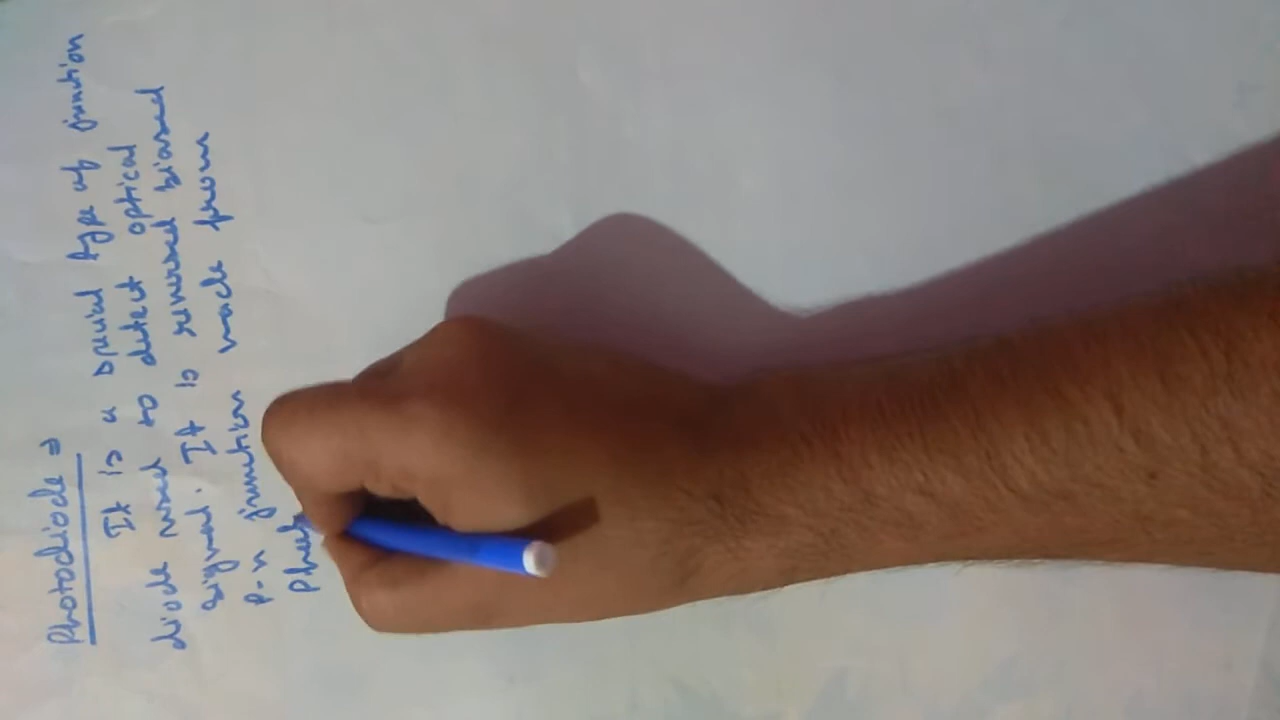 Photodiode ⇒
It is a special type of junction
diode used to detect optical
signal. It is reversed biased
p-n junction made from
Phot